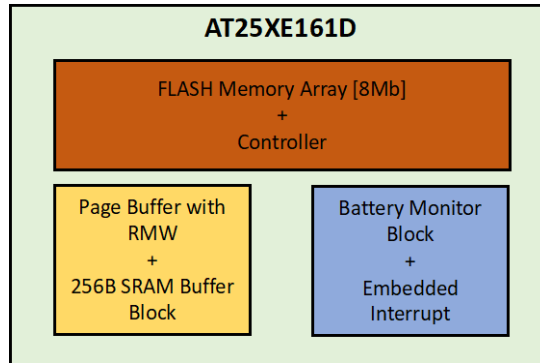 AT25XE161D
FLASH Memory Array [8Mb]
+
Controller
Page Buffer with
RMW
+
256B SRAM Buffer
Block
Battery Monitor
Block
+
Embedded
Interrupt